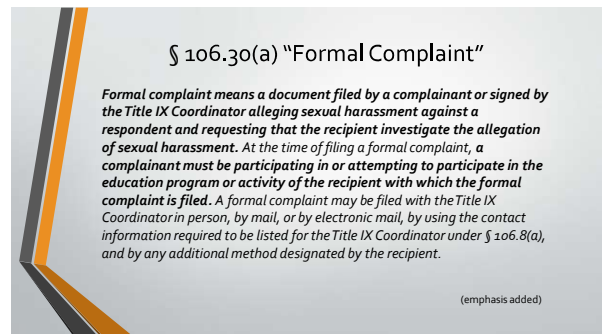 § 106.30(a) “Formal Complaint”
Formal complaint means a document filed by a complainant or signed by
the Title IX Coordinator alleging sexual harassment against a
respondent and requesting that the recipient investigate the allegation
of sexual harassment. At the time of filing a formal complaint, a
complainant must be participating in or attempting to participate in the
education program or activity of the recipient with which the formal
complaint is filed. A formal complaint may be filed with the Title IX
Coordinator in person, by mail, or by electronic mail, by using the contact
information required to be listed for the Title IX Coordinator under § 106.8(a),
and by any additional method designated by the recipient.
(emphasis added)